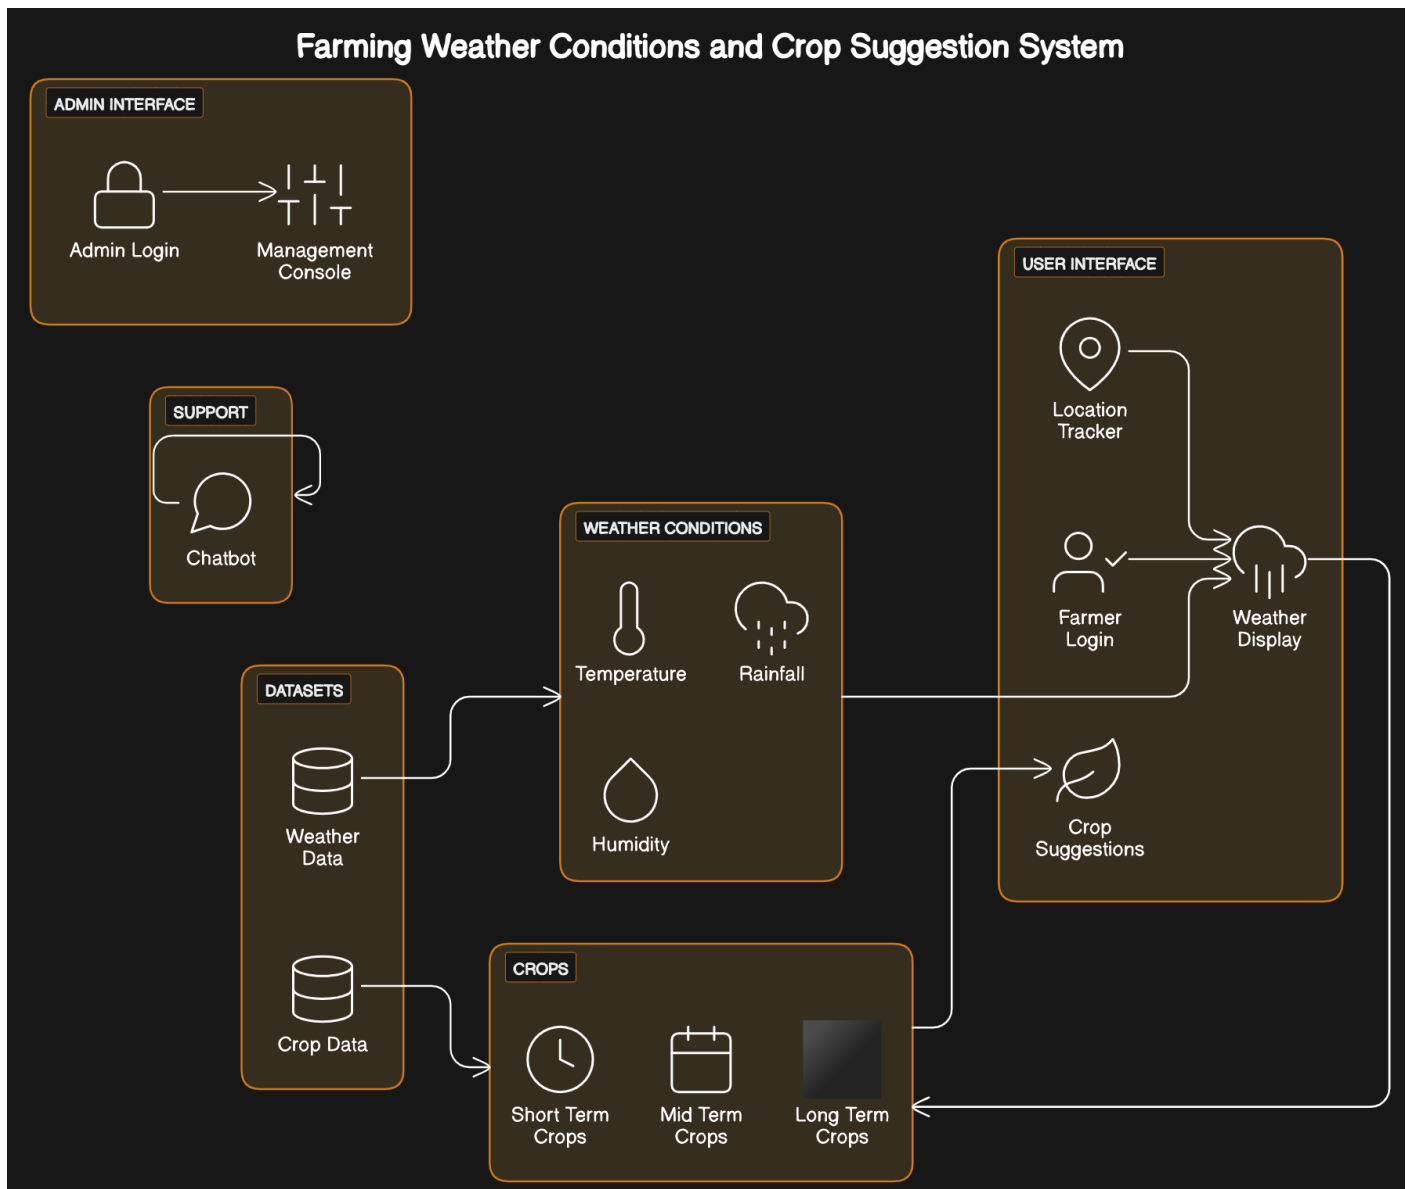 Farming Weather Conditions and Crop Suggestion System
ADMIN INTERFACE
Admin Login
Management
Console
SUPPORT
Chatbot
DATASETS
Weather
Data
Crop Data
WEATHER CONDITIONS
Temperature
Rainfall
Humidity
CROPS
Short Term
Crops
Mid Term
Crops
Long Term
Crops
USER INTERFACE
Location
Tracker
Farmer
Login
Weather
Display
Crop
Suggestions